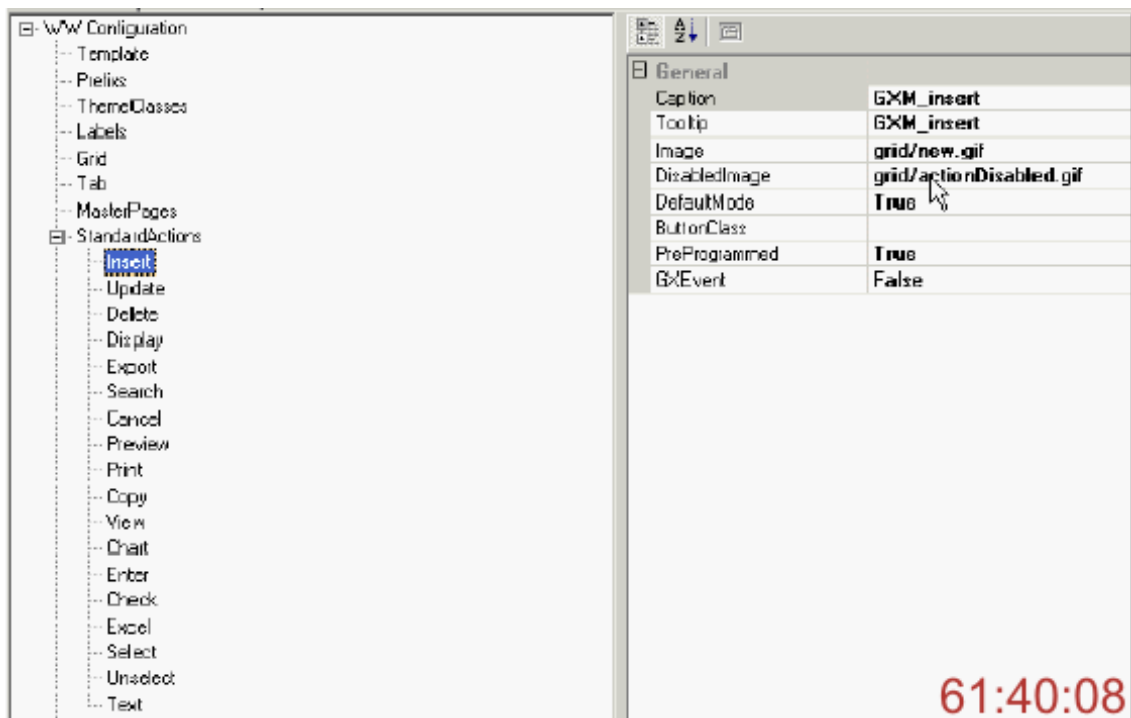 WW Configuration
Template
Prefixs
ThemeClasses
Labels
Grid
Tab
MasterPages
StandardActions
Insert
Update
Delete
Display
Export
Search
Cancel
Preview
Print
Copy
View
Chart
Enter
Check
Excel
Select
Unselect
Text
General
Caption GXM_insert
Tooltip GXM_insert
Image grid/new.gif
DisabledImage grid/actionDisabled.gif
DefaultMode True
ButtonClass
PreProgrammed True
GXEvent False
61:40:08